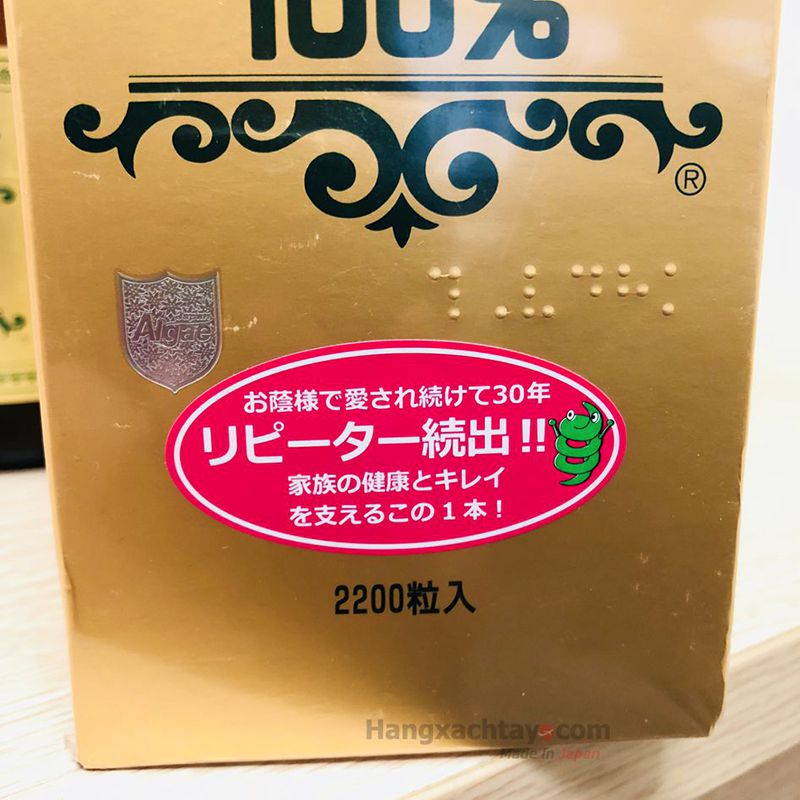 100%
®
Algae
お蔭様で愛され続けて30年
リピーター続出!!
家族の健康とキレイ
を支えるこの1本!
2200粒入
Hangxachtay.com
Made In Japan